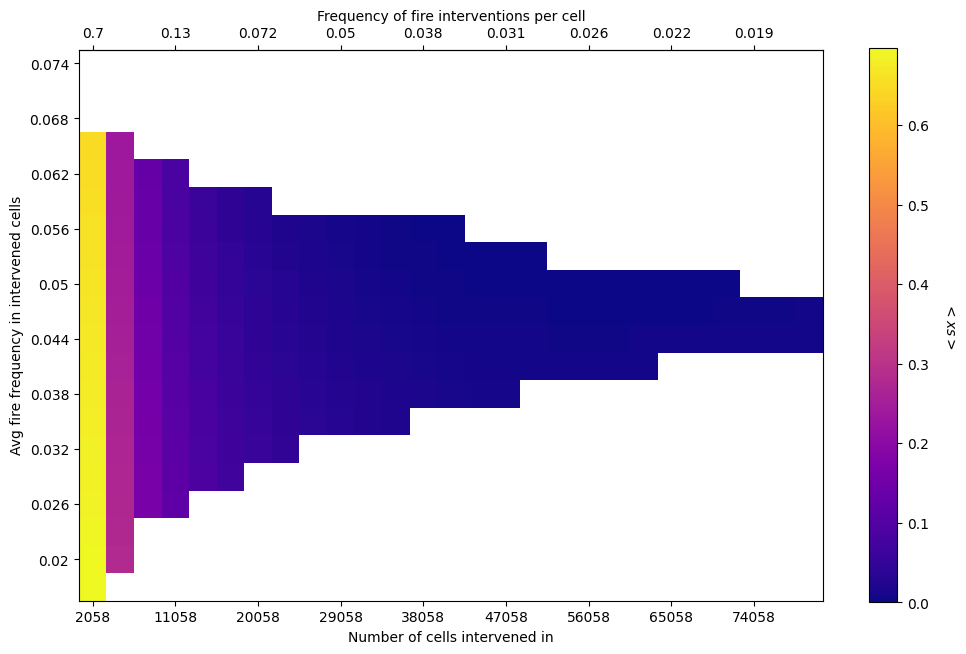 Frequency of fire interventions per cell
0.7 0.13 0.072 0.05 0.038 0.031 0.026 0.022 0.019
Avg fire frequency in intervened cells
0.074
0.068
0.062
0.056
0.05
0.044
0.038
0.032
0.026
0.02
2058 11058 20058 29058 38058 47058 56058 65058 74058
Number of cells intervened in
0.6
0.5
0.4
0.3
0.2
0.1
0.0
< sx >